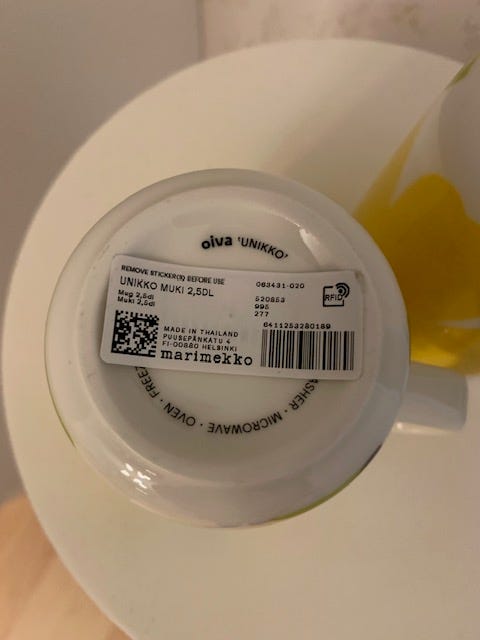 oiva 'UNIKKO'
REMOVE STICKER(S) BEFORE USE
UNIKKO MUKI 2,5DL
Mug 2,5dl
Muki 2,5dl
063431-020
520853
995
277
RFID
MADE IN THAILAND
PUUSEPÄNKATU 4
FI-00880 HELSINKI
marimekko
6411253280189
MICROWAVE · OVEN ·